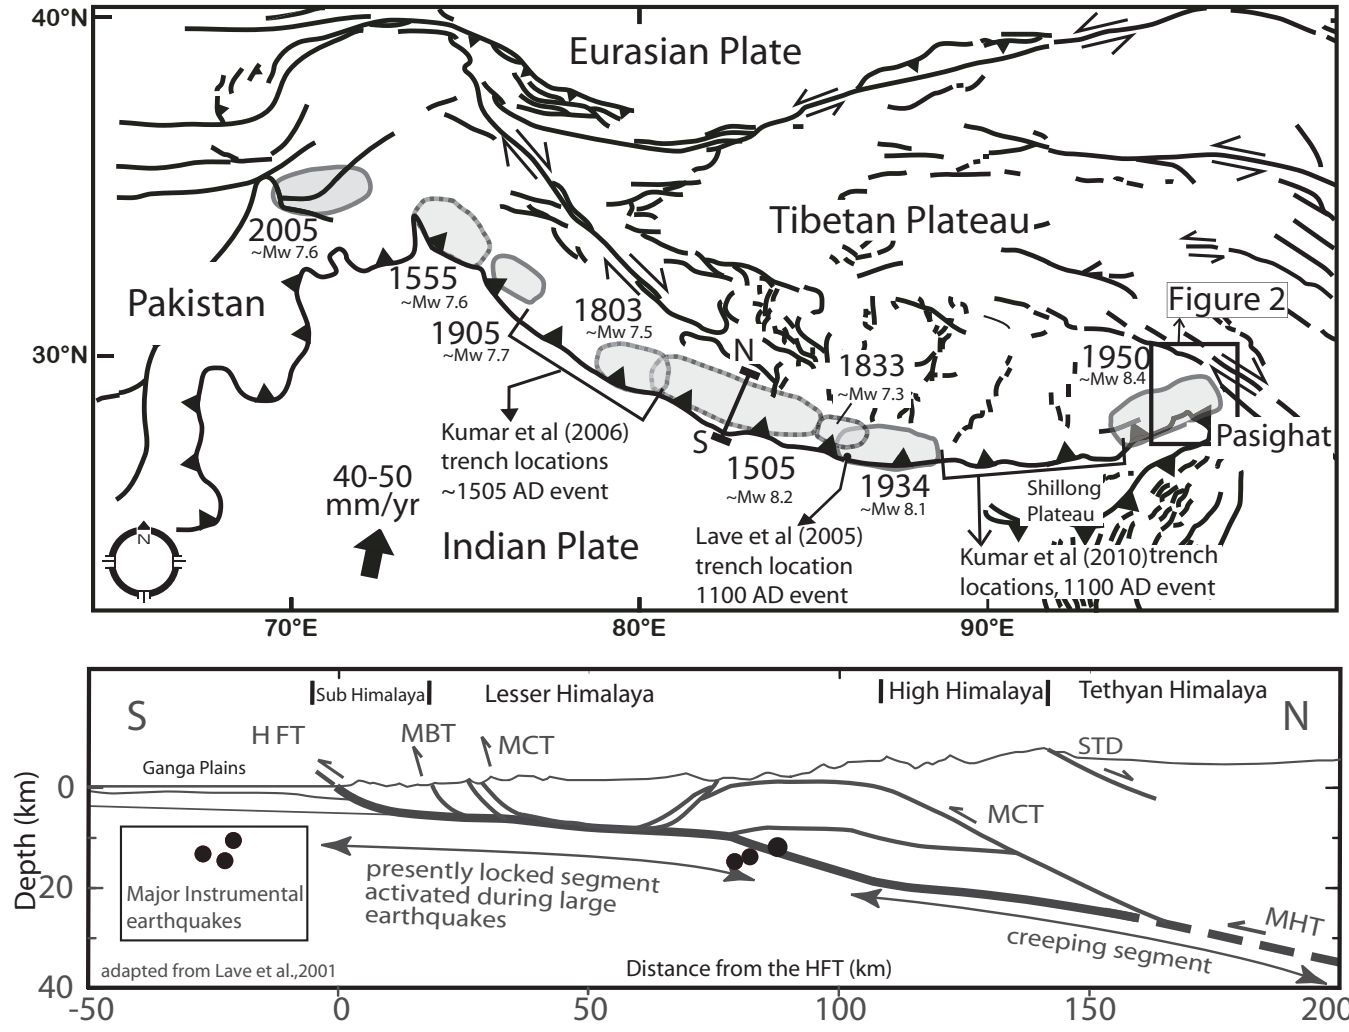 40°N
Eurasian Plate
Tibetan Plateau
2005
~Mw 7.6
Pakistan
1555
~Mw 7.6
1905
~Mw 7.7
1803
~Mw 7.5
Figure 2
30°N
N
S
1833
~Mw 7.3
1950
~Mw 8.4
Pasighat
Kumar et al (2006)
trench locations
~1505 AD event
40-50
mm/yr
1505
~Mw 8.2
1934
~Mw 8.1
Shillong
Plateau
Indian Plate
Lave et al (2005)
trench location
1100 AD event
Kumar et al (2010)trench
locations, 1100 AD event
N
70°E
80°E
90°E
Sub Himalaya
Lesser Himalaya
High Himalaya
Tethyan Himalaya
S
N
HFT
MBT
MCT
STD
Ganga Plains
MCT
Depth (km)
0
20
40
Major Instrumental
earthquakes
presently locked segment
activated during large
earthquakes
MHT
creeping segment
adapted from Lave et al.,2001
Distance from the HFT (km)
-50
0
50
100
150
200